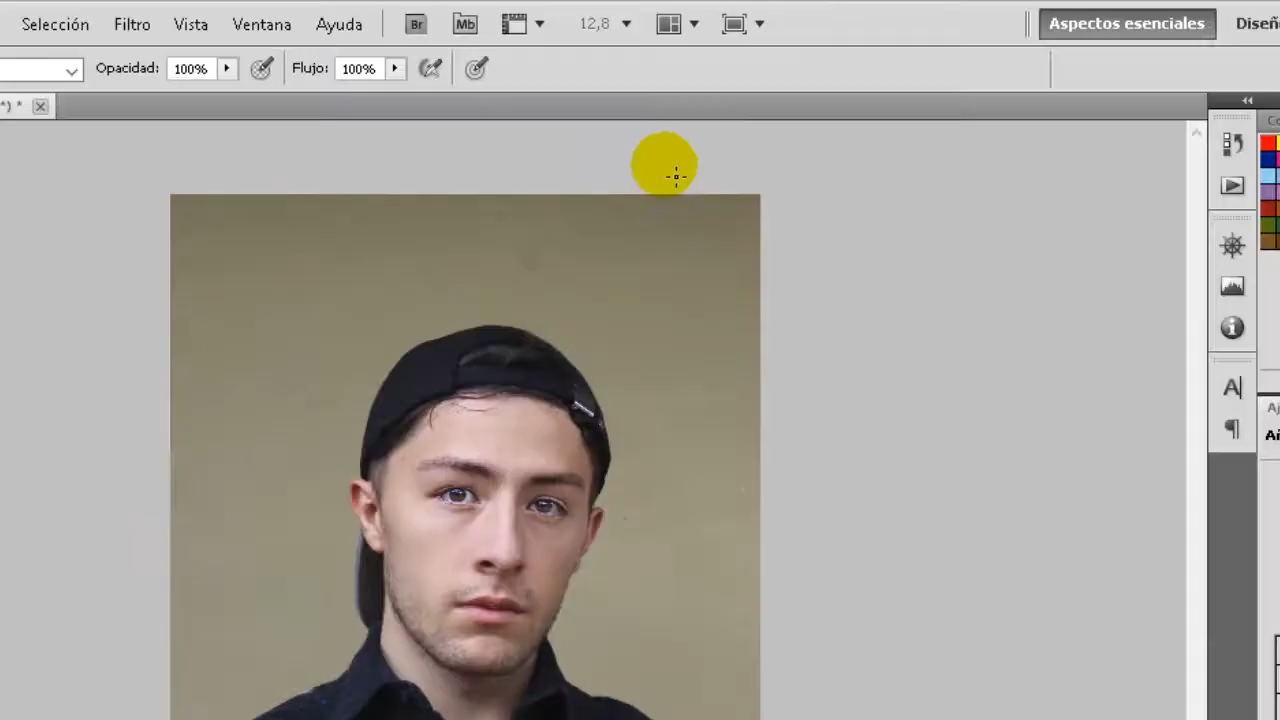 Selección Filtro Vista Ventana Ayuda Br Mb 12,8 Aspectos esenciales
Opacidad: 100% Flujo: 100%
*) *
A